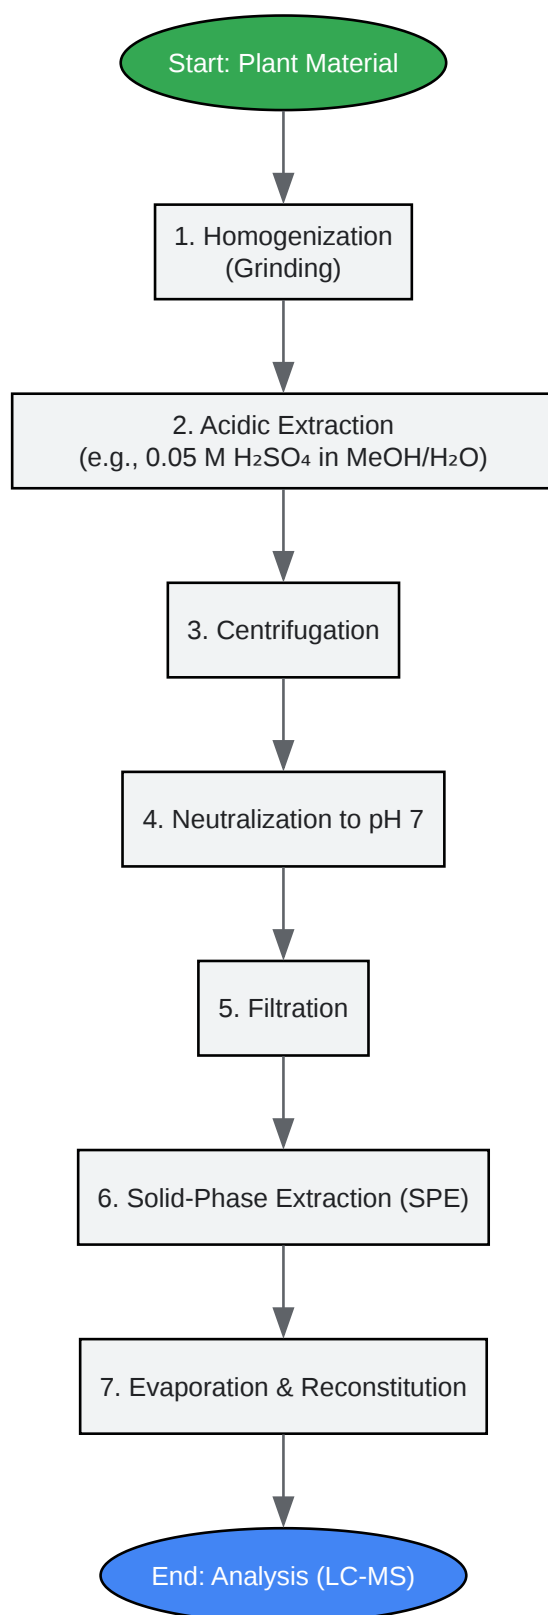 Start: Plant Material
1. Homogenization
(Grinding)
2. Acidic Extraction
(e.g., 0.05 M H₂SO₄ in MeOH/H₂O)
3. Centrifugation
4. Neutralization to pH 7
5. Filtration
6. Solid-Phase Extraction (SPE)
7. Evaporation & Reconstitution
End: Analysis (LC-MS)